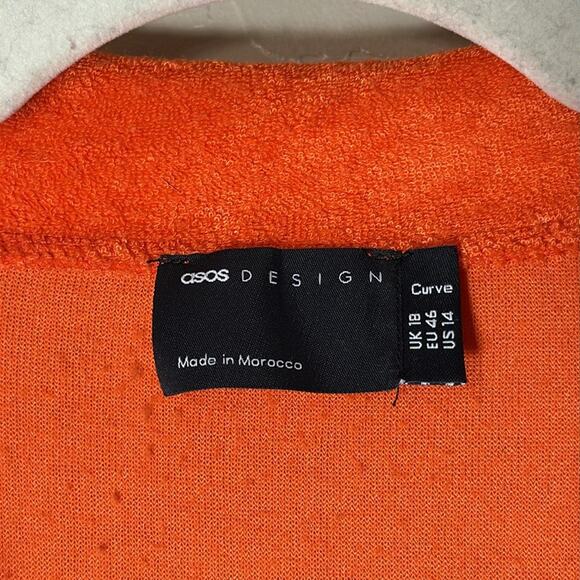 asos DESIGN
Made in Morocco
Curve
UK 18
EU 46
US 14